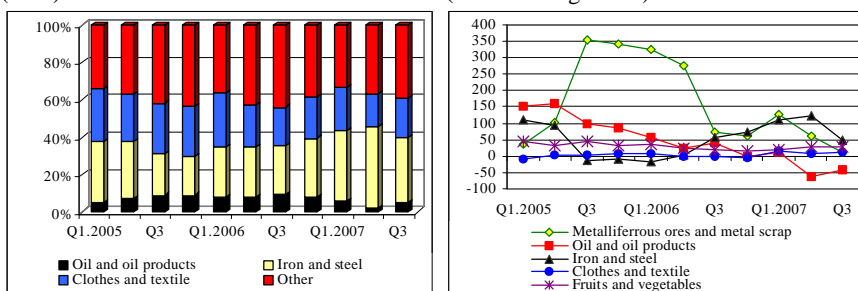 100%
80%
60%
40%
20%
0%
Q1.2005 Q3 Q1.2006 Q3 Q1.2007 Q3
Oil and oil products Iron and steel
Clothes and textile Other
400
350
300
250
200
150
100
50
0
-50
-100
Q1.2005 Q3 Q1.2006 Q3 Q1.2007 Q3
Metalliferrous ores and metal scrap
Oil and oil products
Iron and steel
Clothes and textile
Fruits and vegetables